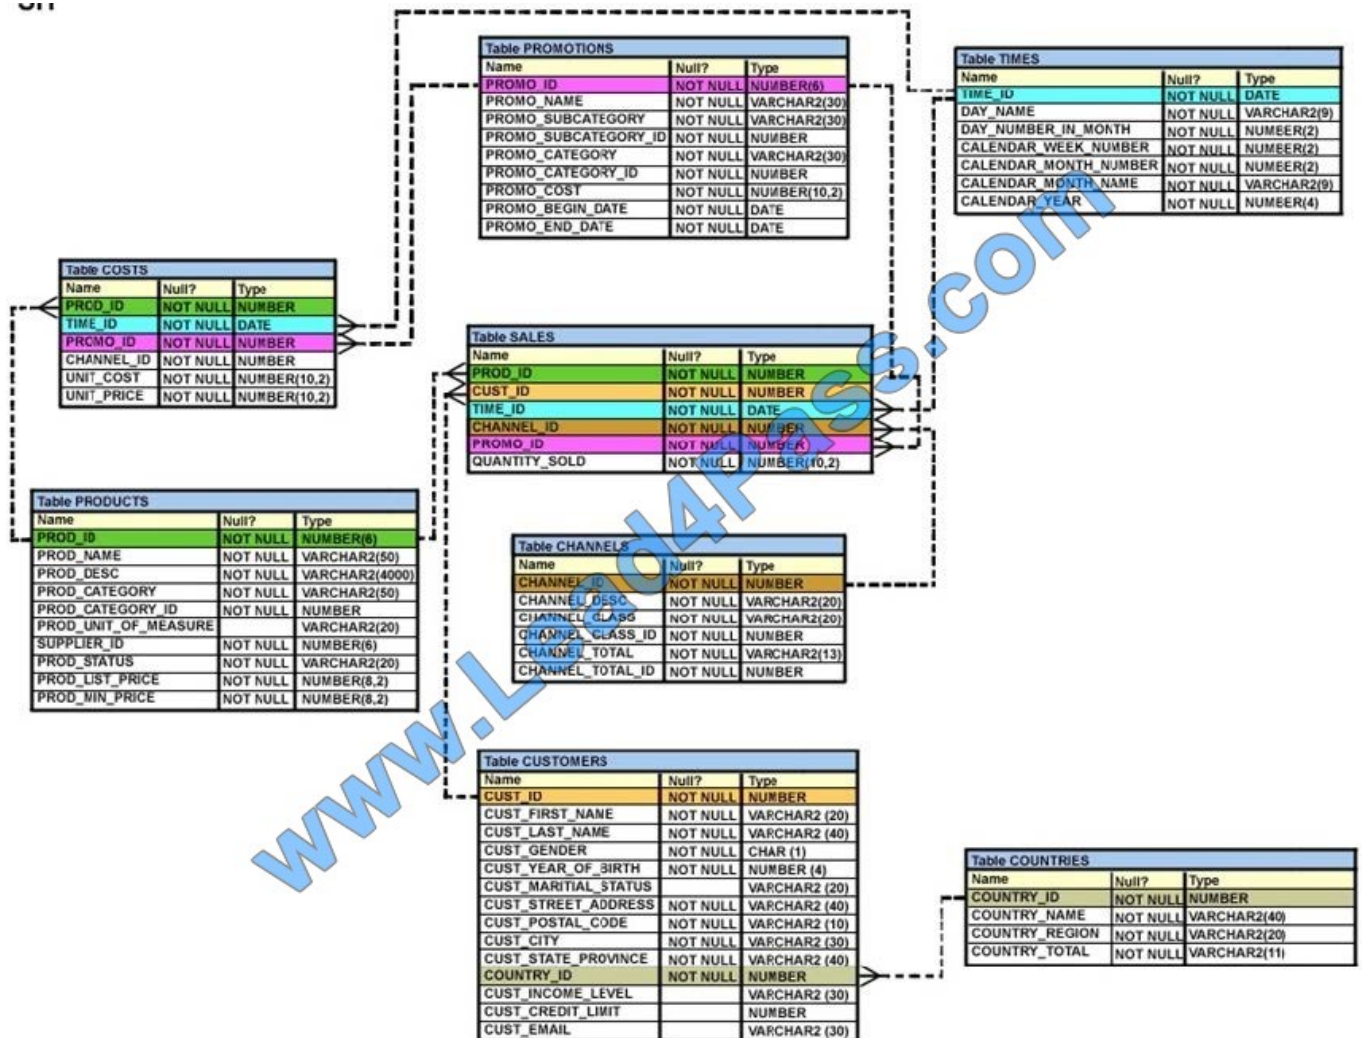 SH
Table PROMOTIONS
Name Null? Type
PROMO_ID NOT NULL NUMBER(6)
PROMO_NAME NOT NULL VARCHAR2(30)
PROMO_SUBCATEGORY NOT NULL VARCHAR2(30)
PROMO_SUBCATEGORY_ID NOT NULL NUMBER
PROMO_CATEGORY NOT NULL VARCHAR2(30)
PROMO_CATEGORY_ID NOT NULL NUMBER
PROMO_COST NOT NULL NUMBER(10,2)
PROMO_BEGIN_DATE NOT NULL DATE
PROMO_END_DATE NOT NULL DATE
Table TIMES
Name Null? Type
TIME_ID NOT NULL DATE
DAY_NAME NOT NULL VARCHAR2(9)
DAY_NUMBER_IN_MONTH NOT NULL NUMBER(2)
CALENDAR_WEEK_NUMBER NOT NULL NUMBER(2)
CALENDAR_MONTH_NUMBER NOT NULL NUMBER(2)
CALENDAR_MONTH_NAME NOT NULL VARCHAR2(9)
CALENDAR_YEAR NOT NULL NUMBER(4)
Table COSTS
Name Null? Type
PROD_ID NOT NULL NUMBER
TIME_ID NOT NULL DATE
PROMO_ID NOT NULL NUMBER
CHANNEL_ID NOT NULL NUMBER
UNIT_COST NOT NULL NUMBER(10,2)
UNIT_PRICE NOT NULL NUMBER(10,2)
Table SALES
Name Null? Type
PROD_ID NOT NULL NUMBER
CUST_ID NOT NULL NUMBER
TIME_ID NOT NULL DATE
CHANNEL_ID NOT NULL NUMBER
PROMO_ID NOT NULL NUMBER
QUANTITY_SOLD NOT NULL NUMBER(10,2)
Table PRODUCTS
Name Null? Type
PROD_ID NOT NULL NUMBER(6)
PROD_NAME NOT NULL VARCHAR2(50)
PROD_DESC NOT NULL VARCHAR2(4000)
PROD_CATEGORY NOT NULL VARCHAR2(50)
PROD_CATEGORY_ID NOT NULL NUMBER
PROD_UNIT_OF_MEASURE VARCHAR2(20)
SUPPLIER_ID NOT NULL NUMBER(6)
PROD_STATUS NOT NULL VARCHAR2(20)
PROD_LIST_PRICE NOT NULL NUMBER(8,2)
PROD_MIN_PRICE NOT NULL NUMBER(8,2)
Table CHANNELS
Name Null? Type
CHANNEL_ID NOT NULL NUMBER
CHANNEL_DESC NOT NULL VARCHAR2(20)
CHANNEL_CLASS NOT NULL VARCHAR2(20)
CHANNEL_CLASS_ID NOT NULL NUMBER
CHANNEL_TOTAL NOT NULL VARCHAR2(13)
CHANNEL_TOTAL_ID NOT NULL NUMBER
Table CUSTOMERS
Name Null? Type
CUST_ID NOT NULL NUMBER
CUST_FIRST_NAME NOT NULL VARCHAR2 (20)
CUST_LAST_NAME NOT NULL VARCHAR2 (40)
CUST_GENDER NOT NULL CHAR (1)
CUST_YEAR_OF_BIRTH NOT NULL NUMBER (4)
CUST_MARITIAL_STATUS VARCHAR2 (20)
CUST_STREET_ADDRESS NOT NULL VARCHAR2 (40)
CUST_POSTAL_CODE NOT NULL VARCHAR2 (10)
CUST_CITY NOT NULL VARCHAR2 (30)
CUST_STATE_PROVINCE NOT NULL VARCHAR2 (40)
COUNTRY_ID NOT NULL NUMBER
CUST_INCOME_LEVEL VARCHAR2 (30)
CUST_CREDIT_LIMIT NUMBER
CUST_EMAIL VARCHAR2 (30)
Table COUNTRIES
Name Null? Type
COUNTRY_ID NOT NULL NUMBER
COUNTRY_NAME NOT NULL VARCHAR2(40)
COUNTRY_REGION NOT NULL VARCHAR2(20)
COUNTRY_TOTAL NOT NULL VARCHAR2(11)
www.Lead4Pass.com